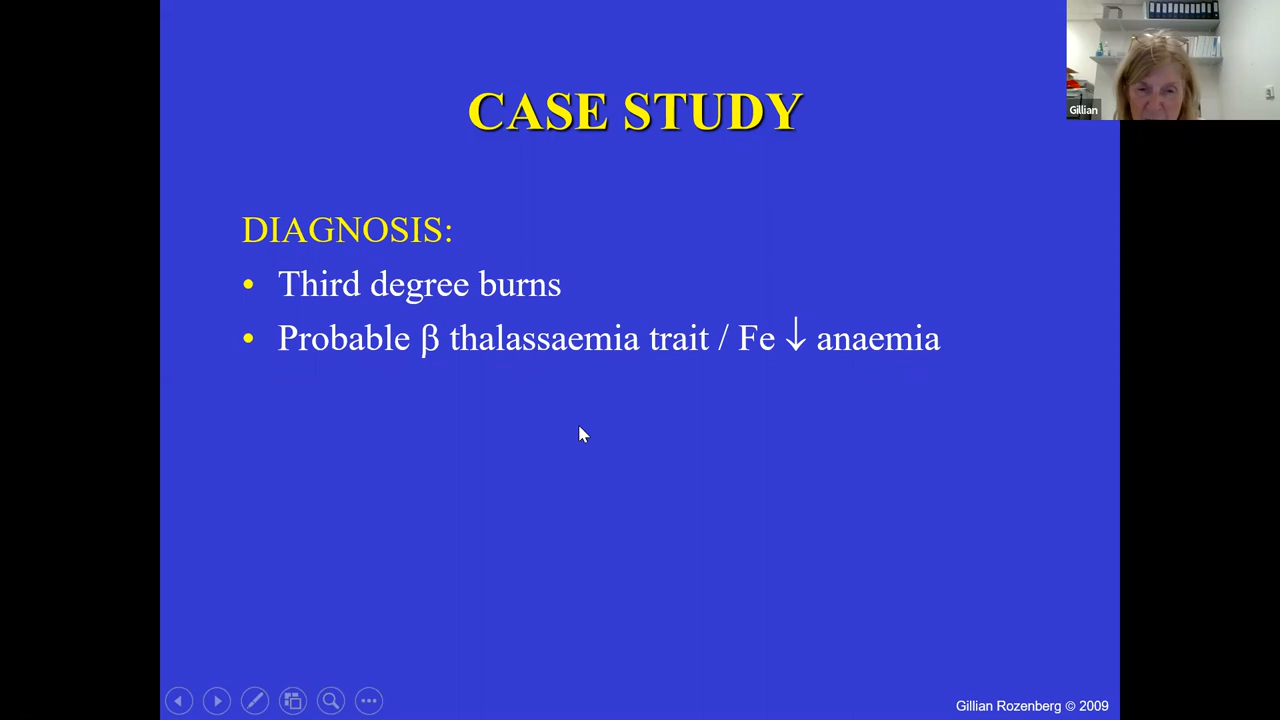 CASE STUDY
Gillian
DIAGNOSIS:
• Third degree burns
• Probable β thalassaemia trait / Fe ↓ anaemia
Gillian Rozenberg © 2009